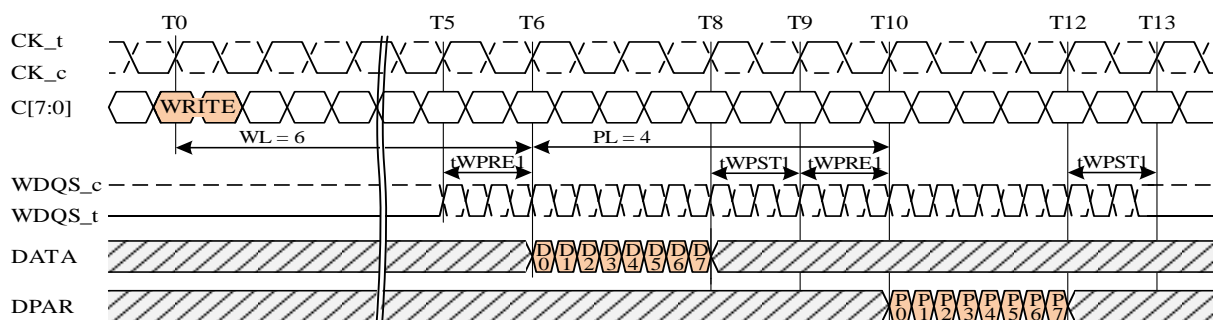 T0 T5 T6 T8 T9 T10 T12 T13
CK_t
CK_c
C[7:0] WRITE
WL = 6 PL = 4
tWPRE1 tWPST1 tWPRE1 tWPST1
WDQS_c
WDQS_t
DATA D0 D1 D2 D3 D4 D5 D6 D7
DPAR P0 P1 P2 P3 P4 P5 P6 P7